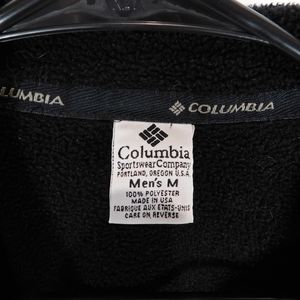 COLUMBIA
COLUMBIA
Columbia
Sportswear Company
PORTLAND, OREGON U.S.A.
Men's M
100% POLYESTER
MADE IN USA
FABRIQUE AUX ETATS-UNIS
CARE ON REVERSE